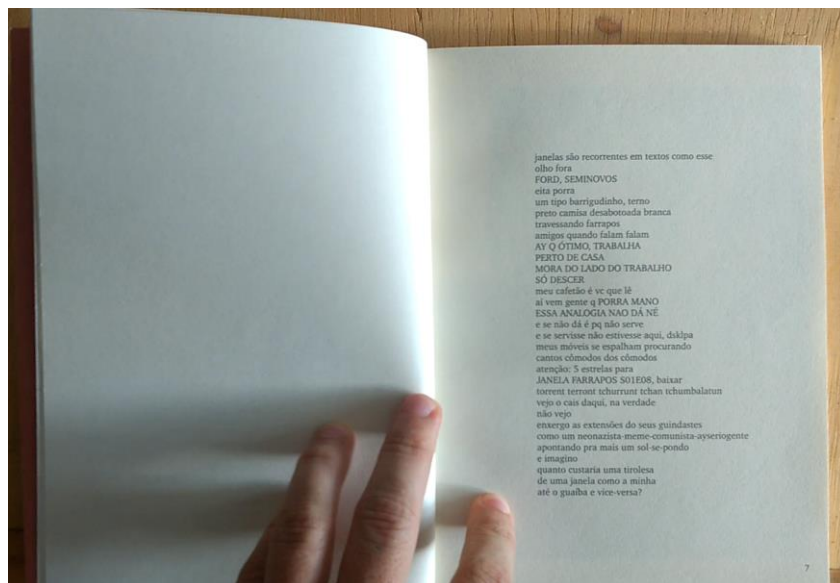 janelas são recorrentes em textos como esse
olho fora
FORD, SEMINOVOS
eita porra
um tipo barrigudinho, terno
preto camisa desabotoada branca
travessando farrapos
amigos quando falam falam
AY Q ÓTIMO, TRABALHA
PERTO DE CASA
MORA DO LADO DO TRABALHO
SÓ DESCER
meu cafetão é vc que lê
aí vem gente q PORRA MANO
ESSA ANALOGIA NAO DÁ NÉ
e se não dá é pq não serve
e se servisse não estivesse aqui, dsklpa
meus móveis se espalham procurando
cantos cômodos dos cômodos
atenção: 5 estrelas para
JANELA FARRAPOS S01E08, baixar
torrent terront tchurrunt tchan tchumbalatun
vejo o cais daqui, na verdade
não vejo
enxergo as extensões do seus guindastes
como um neonazista-meme-comunista-ayseriogente
apontando pra mais um sol-se-pondo
e imagino
quanto custaria uma tirolesa
de uma janela como a minha
até o guaíba e vice-versa?
7